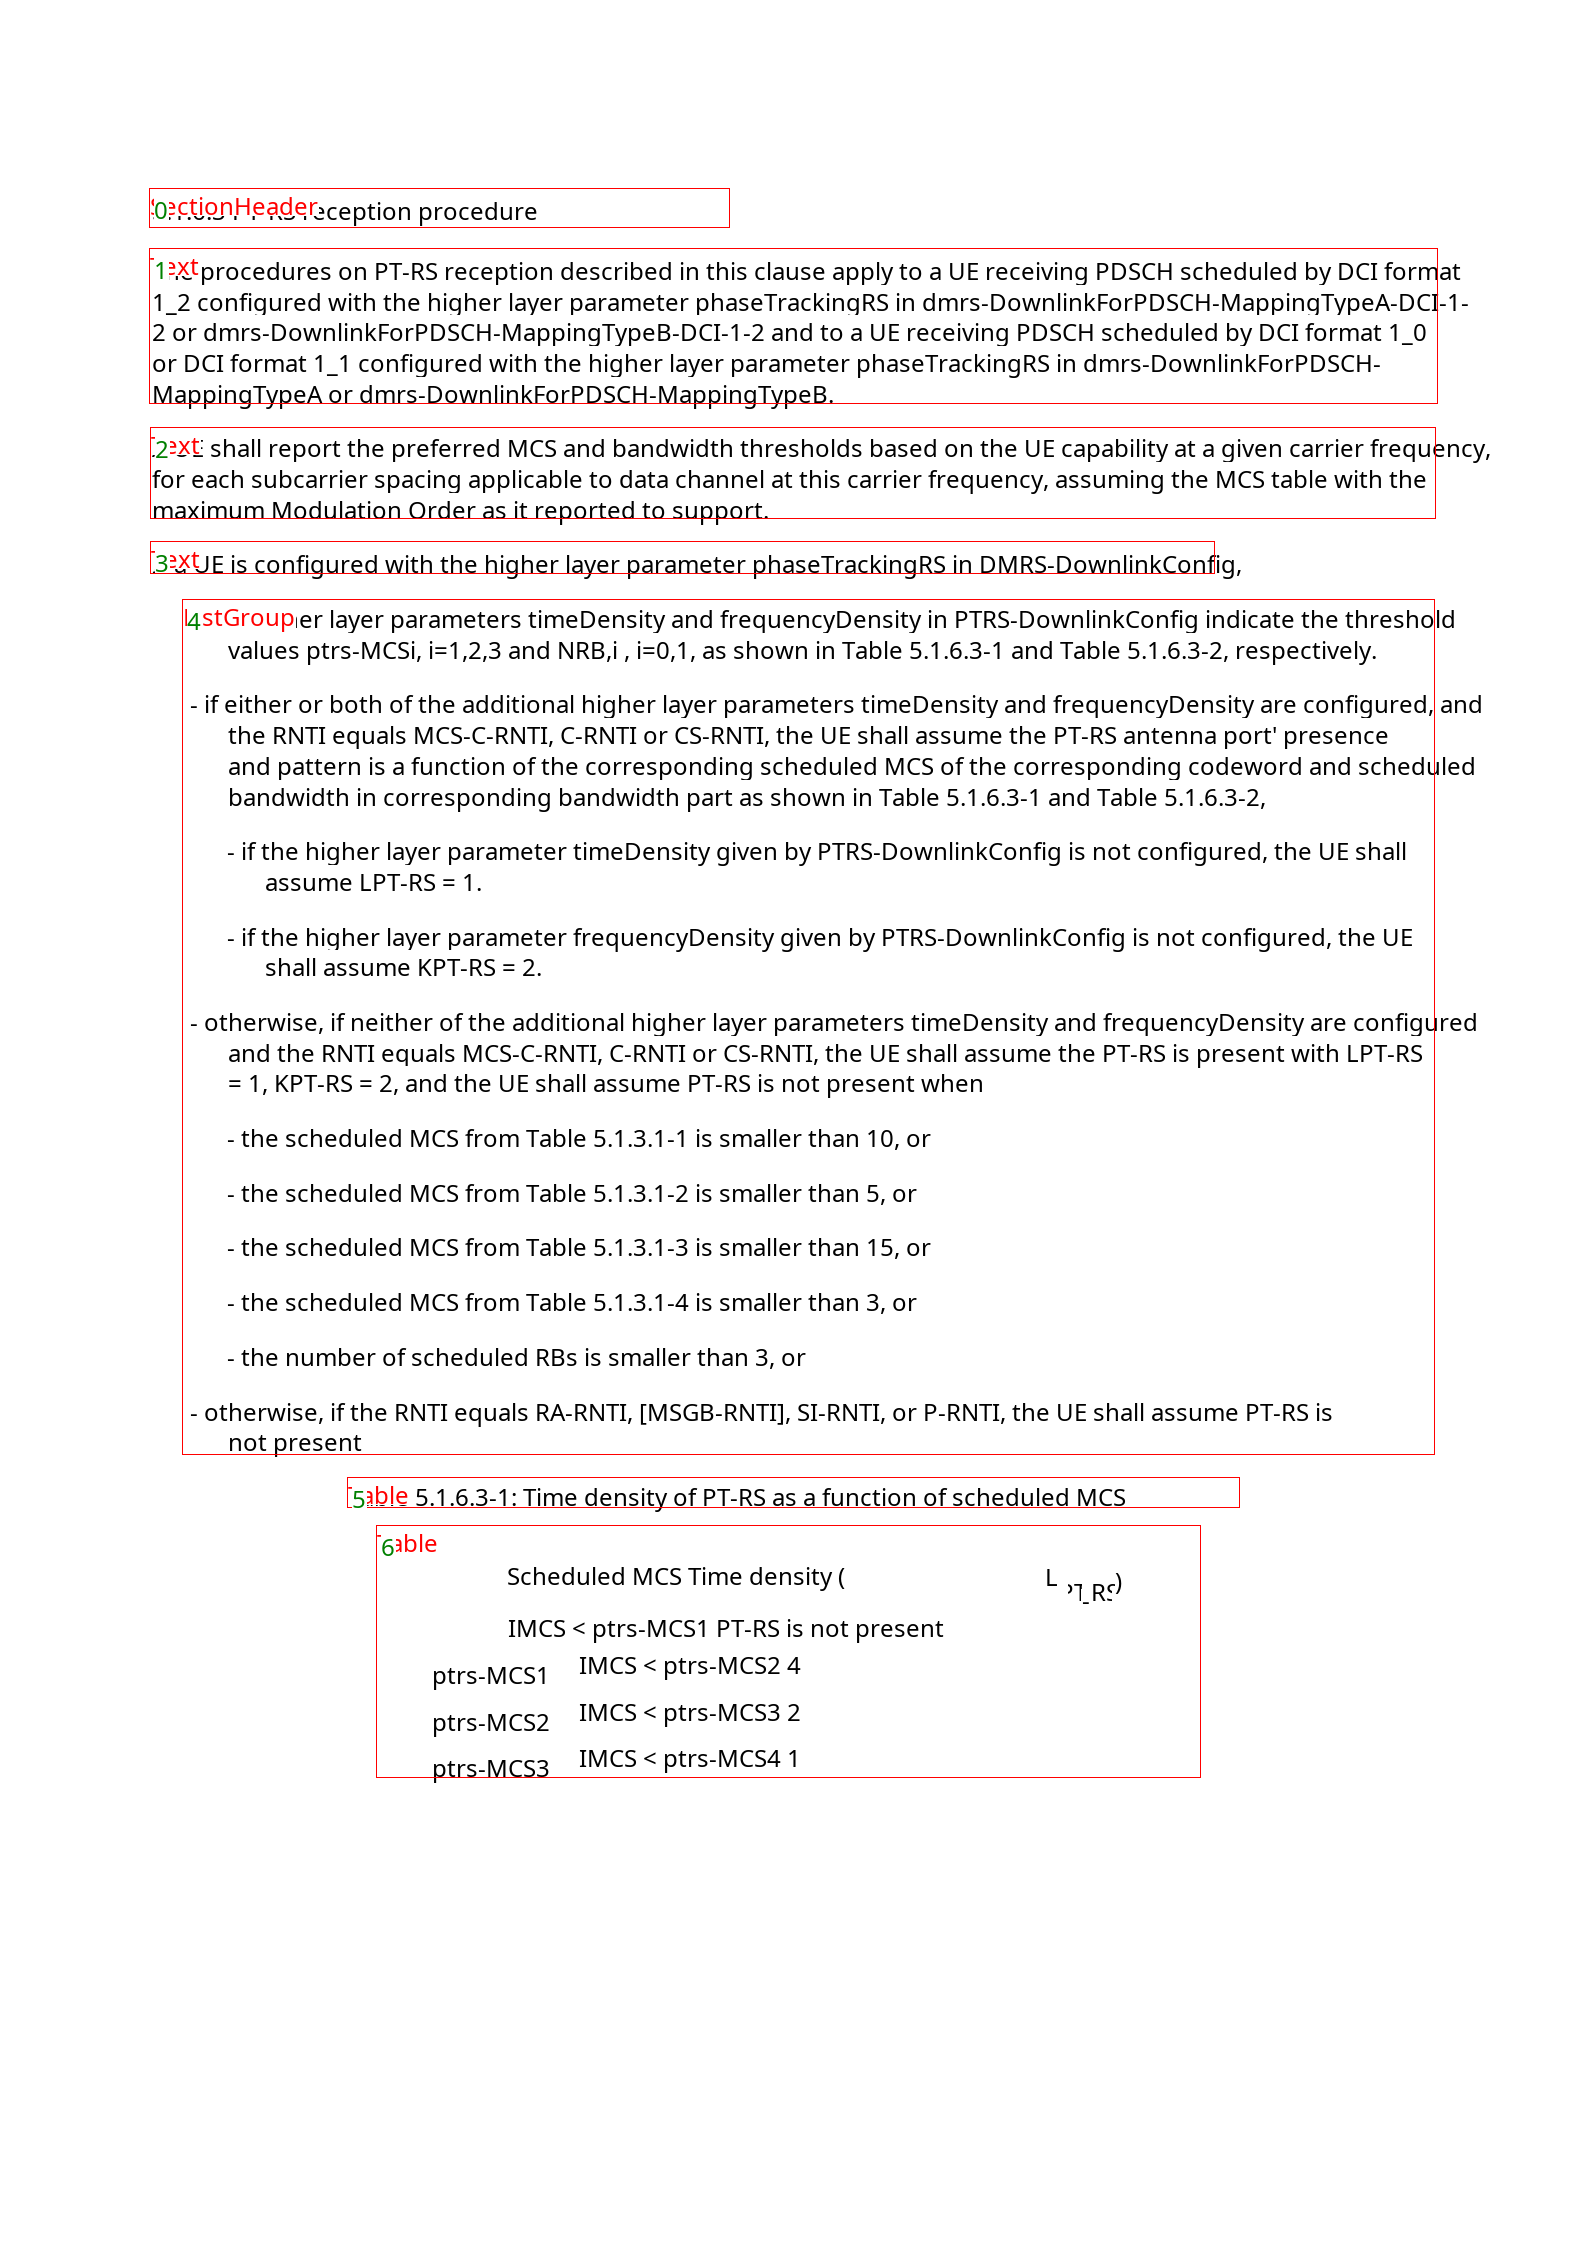 0 SectionHeader reception procedure
1 Text procedures on PT-RS reception described in this clause apply to a UE receiving PDSCH scheduled by DCI format
1_2 configured with the higher layer parameter phaseTrackingRS in dmrs-DownlinkForPDSCH-MappingTypeA-DCI-1-
2 or dmrs-DownlinkForPDSCH-MappingTypeB-DCI-1-2 and to a UE receiving PDSCH scheduled by DCI format 1_0
or DCI format 1_1 configured with the higher layer parameter phaseTrackingRS in dmrs-DownlinkForPDSCH-
MappingTypeA or dmrs-DownlinkForPDSCH-MappingTypeB.
2 Text shall report the preferred MCS and bandwidth thresholds based on the UE capability at a given carrier frequency,
for each subcarrier spacing applicable to data channel at this carrier frequency, assuming the MCS table with the
maximum Modulation Order as it reported to support.
3 Text UE is configured with the higher layer parameter phaseTrackingRS in DMRS-DownlinkConfig,
4 ListGroup er layer parameters timeDensity and frequencyDensity in PTRS-DownlinkConfig indicate the threshold
values ptrs-MCSi, i=1,2,3 and NRB,i , i=0,1, as shown in Table 5.1.6.3-1 and Table 5.1.6.3-2, respectively.
- if either or both of the additional higher layer parameters timeDensity and frequencyDensity are configured, and
the RNTI equals MCS-C-RNTI, C-RNTI or CS-RNTI, the UE shall assume the PT-RS antenna port' presence
and pattern is a function of the corresponding scheduled MCS of the corresponding codeword and scheduled
bandwidth in corresponding bandwidth part as shown in Table 5.1.6.3-1 and Table 5.1.6.3-2,
- if the higher layer parameter timeDensity given by PTRS-DownlinkConfig is not configured, the UE shall
assume LPT-RS = 1.
- if the higher layer parameter frequencyDensity given by PTRS-DownlinkConfig is not configured, the UE
shall assume KPT-RS = 2.
- otherwise, if neither of the additional higher layer parameters timeDensity and frequencyDensity are configured
and the RNTI equals MCS-C-RNTI, C-RNTI or CS-RNTI, the UE shall assume the PT-RS is present with LPT-RS
= 1, KPT-RS = 2, and the UE shall assume PT-RS is not present when
- the scheduled MCS from Table 5.1.3.1-1 is smaller than 10, or
- the scheduled MCS from Table 5.1.3.1-2 is smaller than 5, or
- the scheduled MCS from Table 5.1.3.1-3 is smaller than 15, or
- the scheduled MCS from Table 5.1.3.1-4 is smaller than 3, or
- the number of scheduled RBs is smaller than 3, or
- otherwise, if the RNTI equals RA-RNTI, [MSGB-RNTI], SI-RNTI, or P-RNTI, the UE shall assume PT-RS is
not present
5 Table 5.1.6.3-1: Time density of PT-RS as a function of scheduled MCS
6 Table
Scheduled MCS Time density ( L PT-RS )
IMCS < ptrs-MCS1 PT-RS is not present
ptrs-MCS1 IMCS < ptrs-MCS2 4
ptrs-MCS2 IMCS < ptrs-MCS3 2
ptrs-MCS3 IMCS < ptrs-MCS4 1